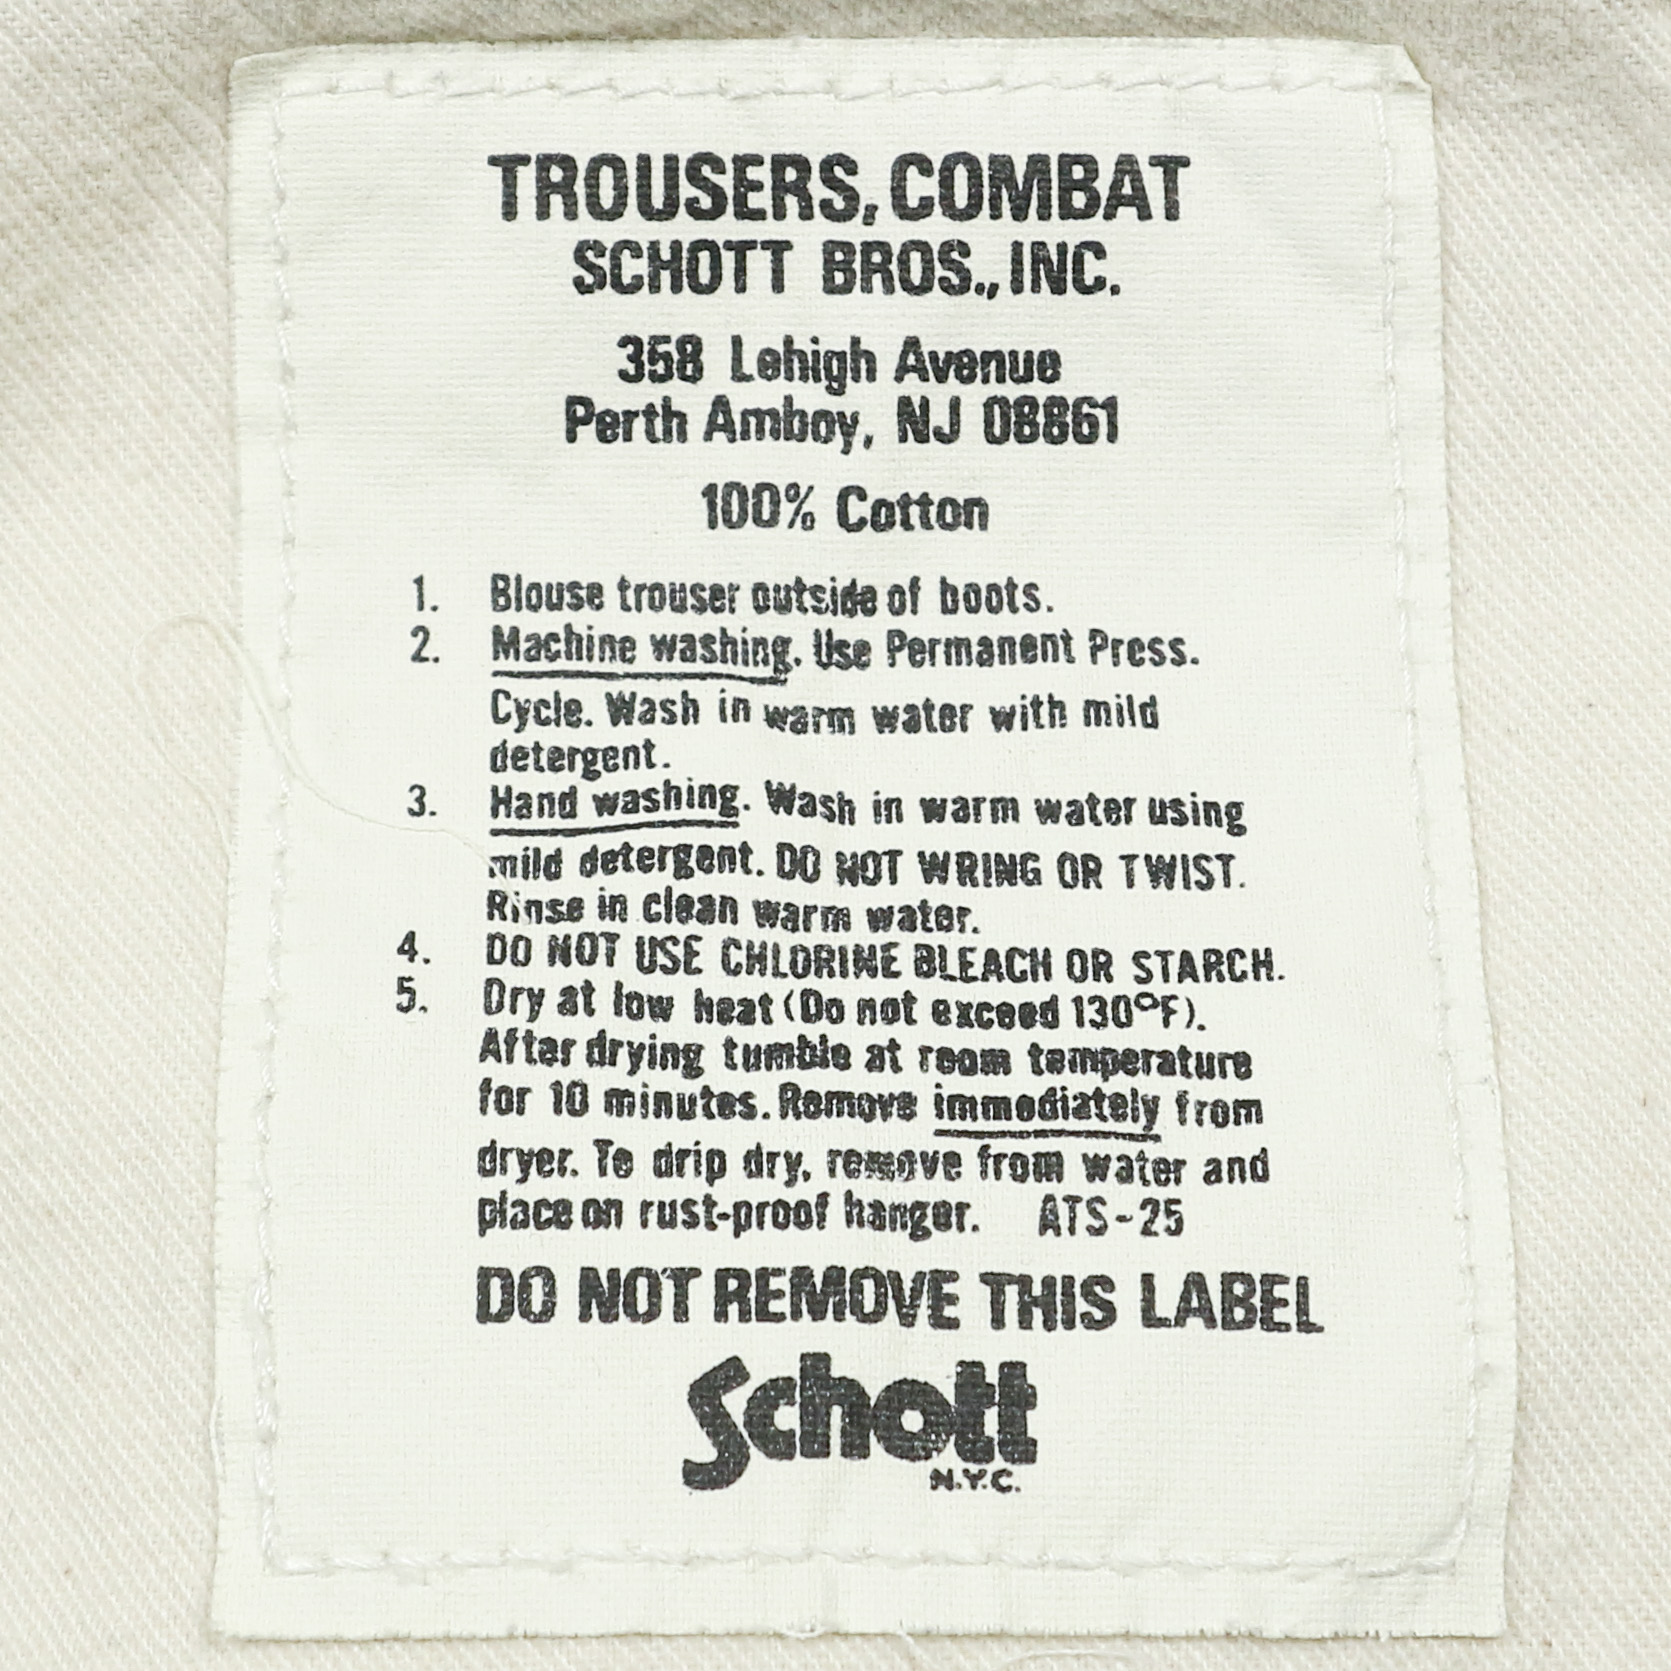 TROUSERS, COMBAT
SCHOTT BROS., INC.
358 Lehigh Avenue
Perth Amboy, NJ 08861
100% Cotton
1. Blouse trouser outside of boots.
2. Machine washing. Use Permanent Press.
Cycle. Wash in warm water with mild
detergent.
3. Hand washing. Wash in warm water using
mild detergent. DO NOT WRING OR TWIST.
Rinse in clean warm water.
4. DO NOT USE CHLORINE BLEACH OR STARCH.
5. Dry at low heat (Do not exceed 130°F).
After drying tumble at room temperature
for 10 minutes. Remove immediately from
dryer. To drip dry, remove from water and
place on rust-proof hanger. ATS-25
DO NOT REMOVE THIS LABEL
Schott
N.Y.C.